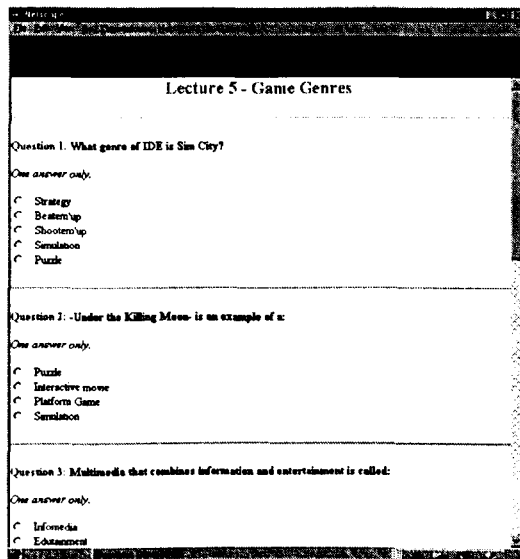 Netscape
Lecture 5 - Game Genres
Question 1. What genre of IDE is Sim City?
One answer only.
Strategy
Beatem'up
Shootem'up
Simulation
Puzzle
Question 2: -Under the Killing Moon- is an example of a:
One answer only.
Puzzle
Interactive movie
Platform Game
Simulation
Question 3: Multimedia that combines information and entertainment is called:
One answer only.
Infomedia
Edutainment